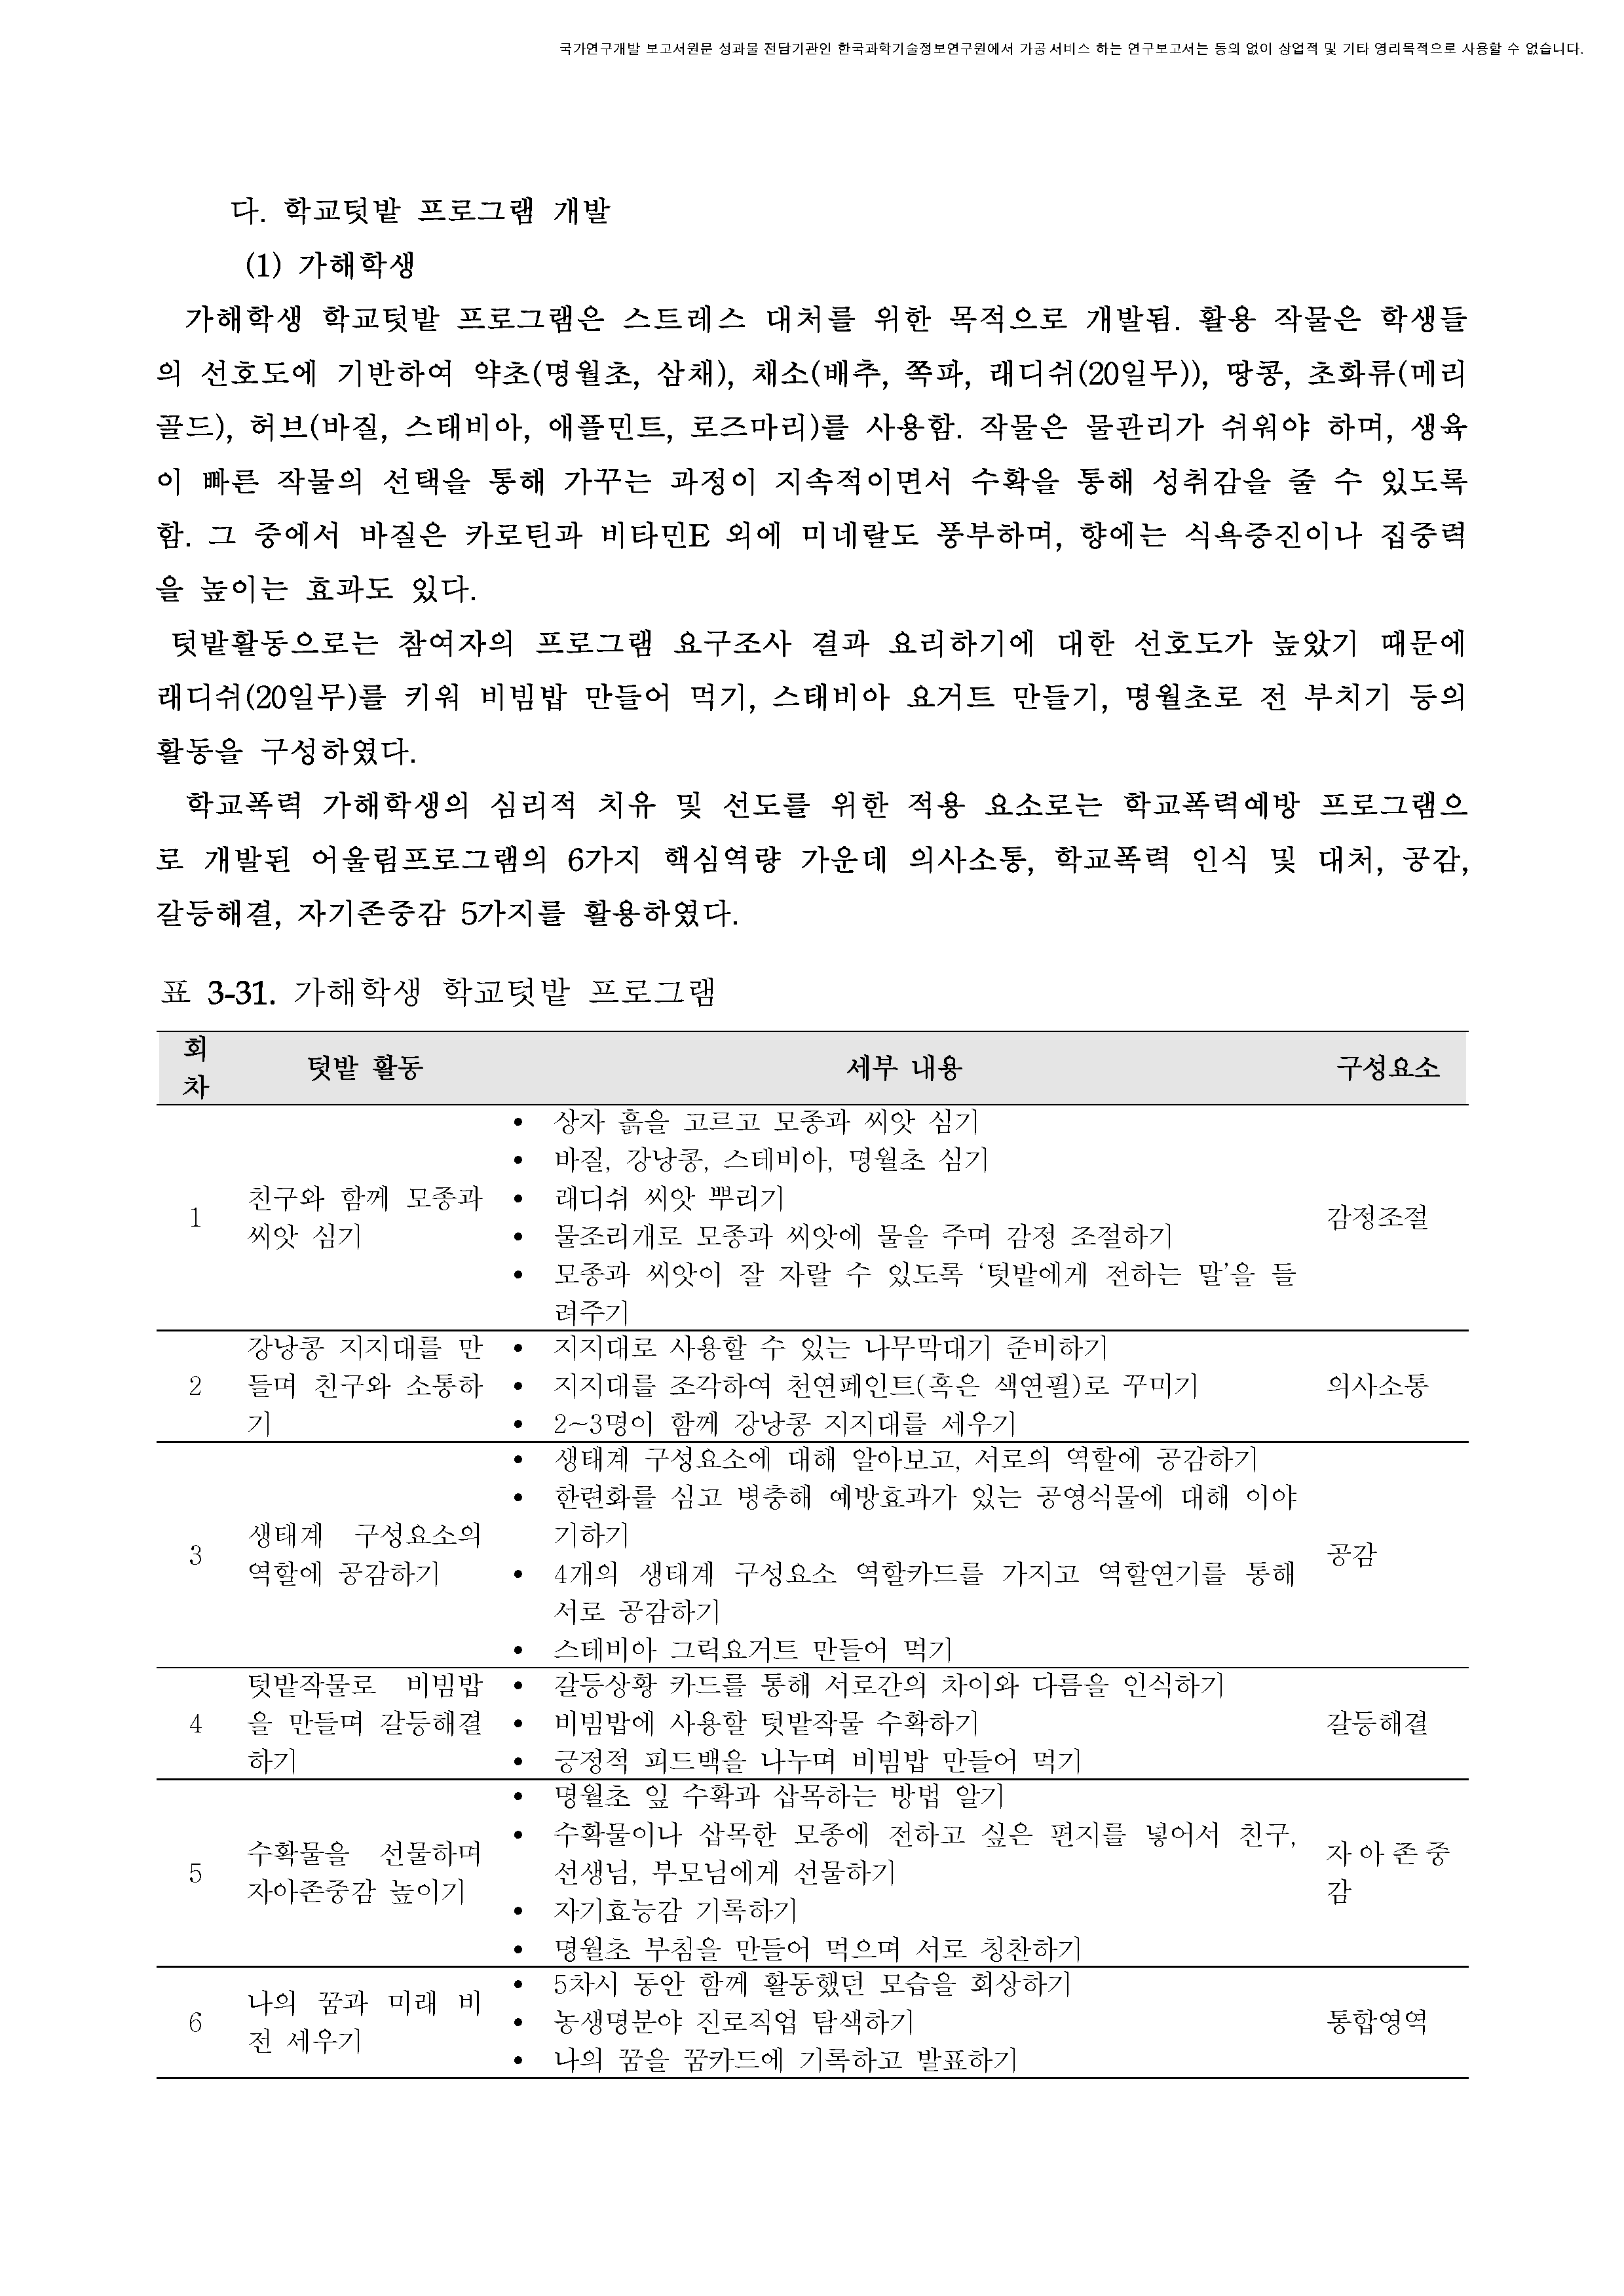 국가연구개발 보고서원문 성과물 전담기관인 한국과학기술정보연구원에서 가공·서비스 하는 연구보고서는 동의 없이 상업적 및 기타 영리목적으로 사용할 수 없습니다.
다. 학교텃밭 프로그램 개발
(1) 가해학생
가해학생 학교텃밭 프로그램은 스트레스 대처를 위한 목적으로 개발됨. 활용 작물은 학생들
의 선호도에 기반하여 약초(명월초, 삼채), 채소(배추, 쪽파, 래디쉬(20일무)), 땅콩, 초화류(메리
골드), 허브(바질, 스태비아, 애플민트, 로즈마리)를 사용함. 작물은 물관리가 쉬워야 하며, 생육
이 빠른 작물의 선택을 통해 가꾸는 과정이 지속적이면서 수확을 통해 성취감을 줄 수 있도록
함. 그 중에서 바질은 카로틴과 비타민E 외에 미네랄도 풍부하며, 향에는 식욕증진이나 집중력
을 높이는 효과도 있다.
텃밭활동으로는 참여자의 프로그램 요구조사 결과 요리하기에 대한 선호도가 높았기 때문에
래디쉬(20일무)를 키워 비빔밥 만들어 먹기, 스태비아 요거트 만들기, 명월초로 전 부치기 등의
활동을 구성하였다.
학교폭력 가해학생의 심리적 치유 및 선도를 위한 적용 요소로는 학교폭력예방 프로그램으
로 개발된 어울림프로그램의 6가지 핵심역량 가운데 의사소통, 학교폭력 인식 및 대처, 공감,
갈등해결, 자기존중감 5가지를 활용하였다.
표 3-31. 가해학생 학교텃밭 프로그램
회
차
텃밭 활동
세부 내용
구성요소
1
친구와 함께 모종과
씨앗 심기
• 상자 흙을 고르고 모종과 씨앗 심기
• 바질, 강낭콩, 스테비아, 명월초 심기
• 래디쉬 씨앗 뿌리기
• 물조리개로 모종과 씨앗에 물을 주며 감정 조절하기
• 모종과 씨앗이 잘 자랄 수 있도록 ‘텃밭에게 전하는 말’을 들
려주기
감정조절
2
강낭콩 지지대를 만
들며 친구와 소통하
기
• 지지대로 사용할 수 있는 나무막대기 준비하기
• 지지대를 조각하여 천연페인트(혹은 색연필)로 꾸미기
• 2~3명이 함께 강낭콩 지지대를 세우기
의사소통
3
생태계 구성요소의
역할에 공감하기
• 생태계 구성요소에 대해 알아보고, 서로의 역할에 공감하기
• 한련화를 심고 병충해 예방효과가 있는 공영식물에 대해 이야
기하기
• 4개의 생태계 구성요소 역할카드를 가지고 역할연기를 통해
서로 공감하기
• 스테비아 그릭요거트 만들어 먹기
공감
4
텃밭작물로 비빔밥
을 만들며 갈등해결
하기
• 갈등상황 카드를 통해 서로간의 차이와 다름을 인식하기
• 비빔밥에 사용할 텃밭작물 수확하기
• 긍정적 피드백을 나누며 비빔밥 만들어 먹기
갈등해결
5
수확물을 선물하며
자아존중감 높이기
• 명월초 잎 수확과 삽목하는 방법 알기
• 수확물이나 삽목한 모종에 전하고 싶은 편지를 넣어서 친구,
선생님, 부모님에게 선물하기
• 자기효능감 기록하기
• 명월초 부침을 만들어 먹으며 서로 칭찬하기
자아존중
감
6
나의 꿈과 미래 비
전 세우기
• 5차시 동안 함께 활동했던 모습을 회상하기
• 농생명분야 진로직업 탐색하기
• 나의 꿈을 꿈카드에 기록하고 발표하기
통합영역